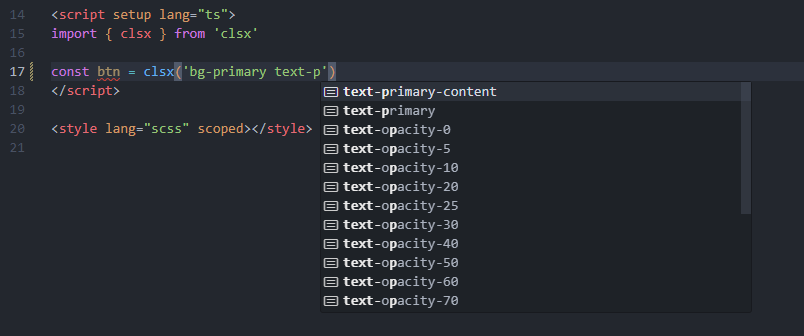 14 <script setup lang="ts">
15 import { clsx } from 'clsx'
16
17 const btn = clsx('bg-primary text-p')
text-primary-content
18 </script>
text-primary
19
text-opacity-0
20 <style lang="scss" scoped></style>
text-opacity-5
21
text-opacity-10
text-opacity-20
text-opacity-25
text-opacity-30
text-opacity-40
text-opacity-50
text-opacity-60
text-opacity-70